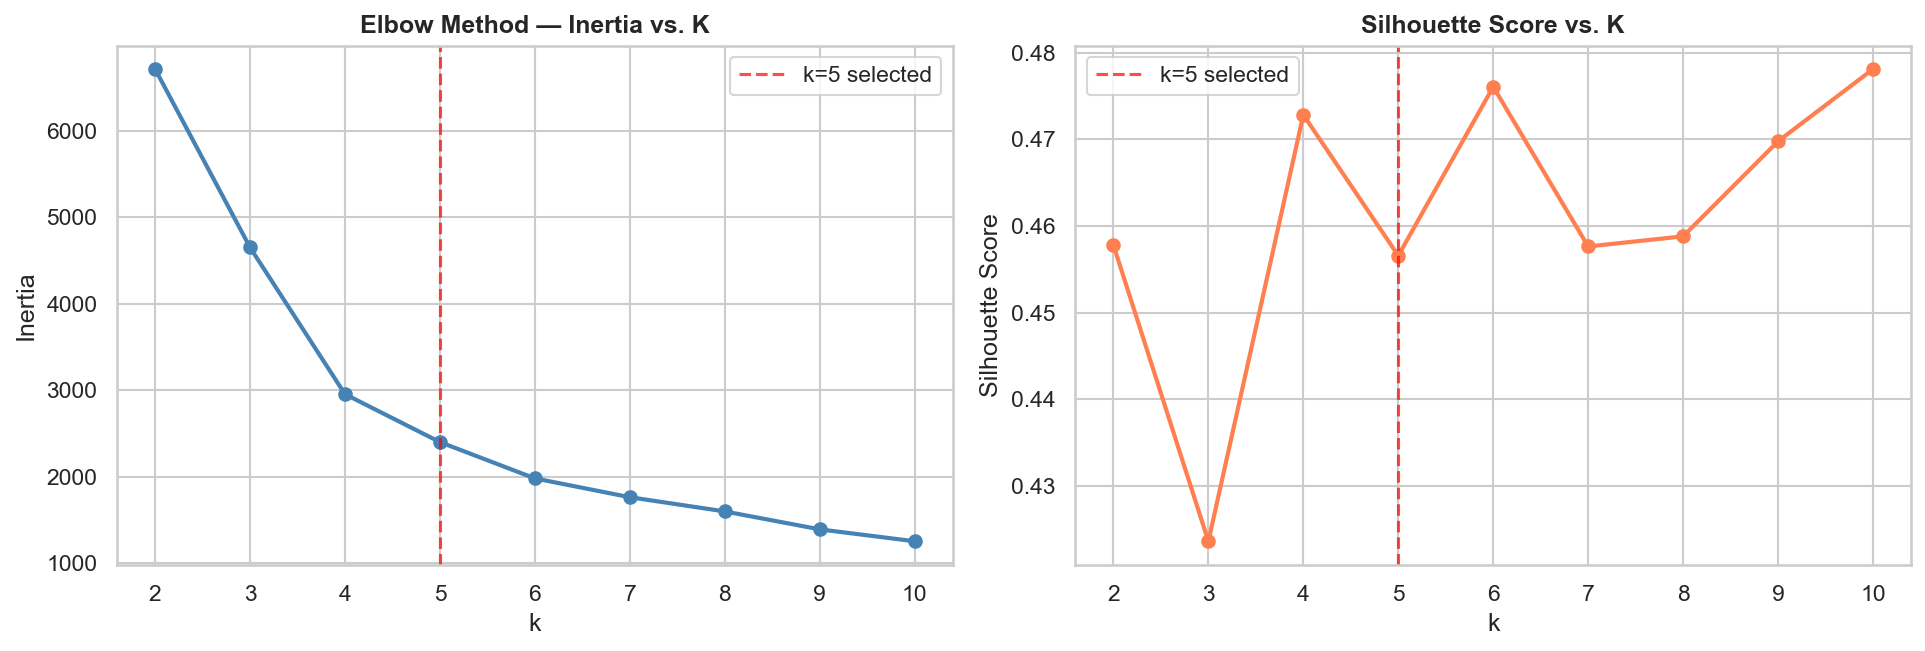 Elbow Method — Inertia vs. K
k=5 selected
Inertia
6000
5000
4000
3000
2000
1000
2 3 4 5 6 7 8 9 10
k
Silhouette Score vs. K
k=5 selected
Silhouette Score
0.48
0.47
0.46
0.45
0.44
0.43
2 3 4 5 6 7 8 9 10
k